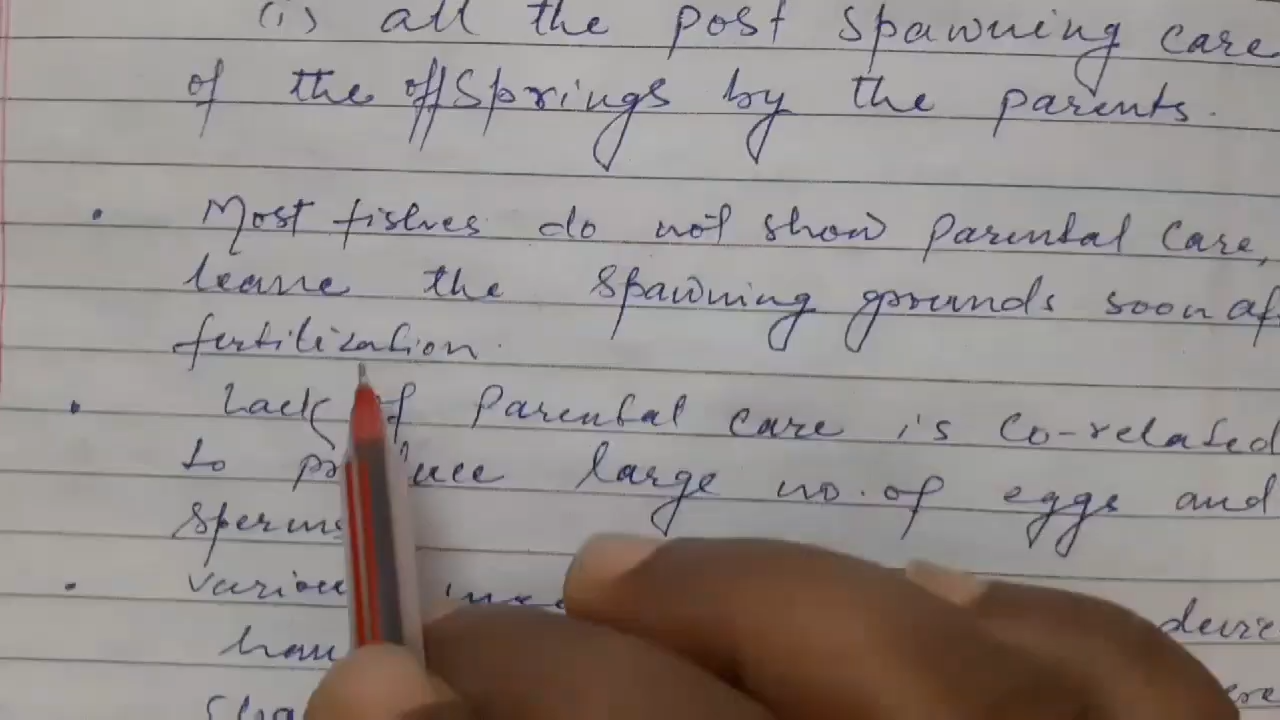 (i) all the post spawning care
of the offsprings by the parents.
• Most fishes do not show Parental Care,
leave the spawning grounds soon af
fertilization.
• Lack of Parental care is co-related
to large no. of eggs and
sperms
•